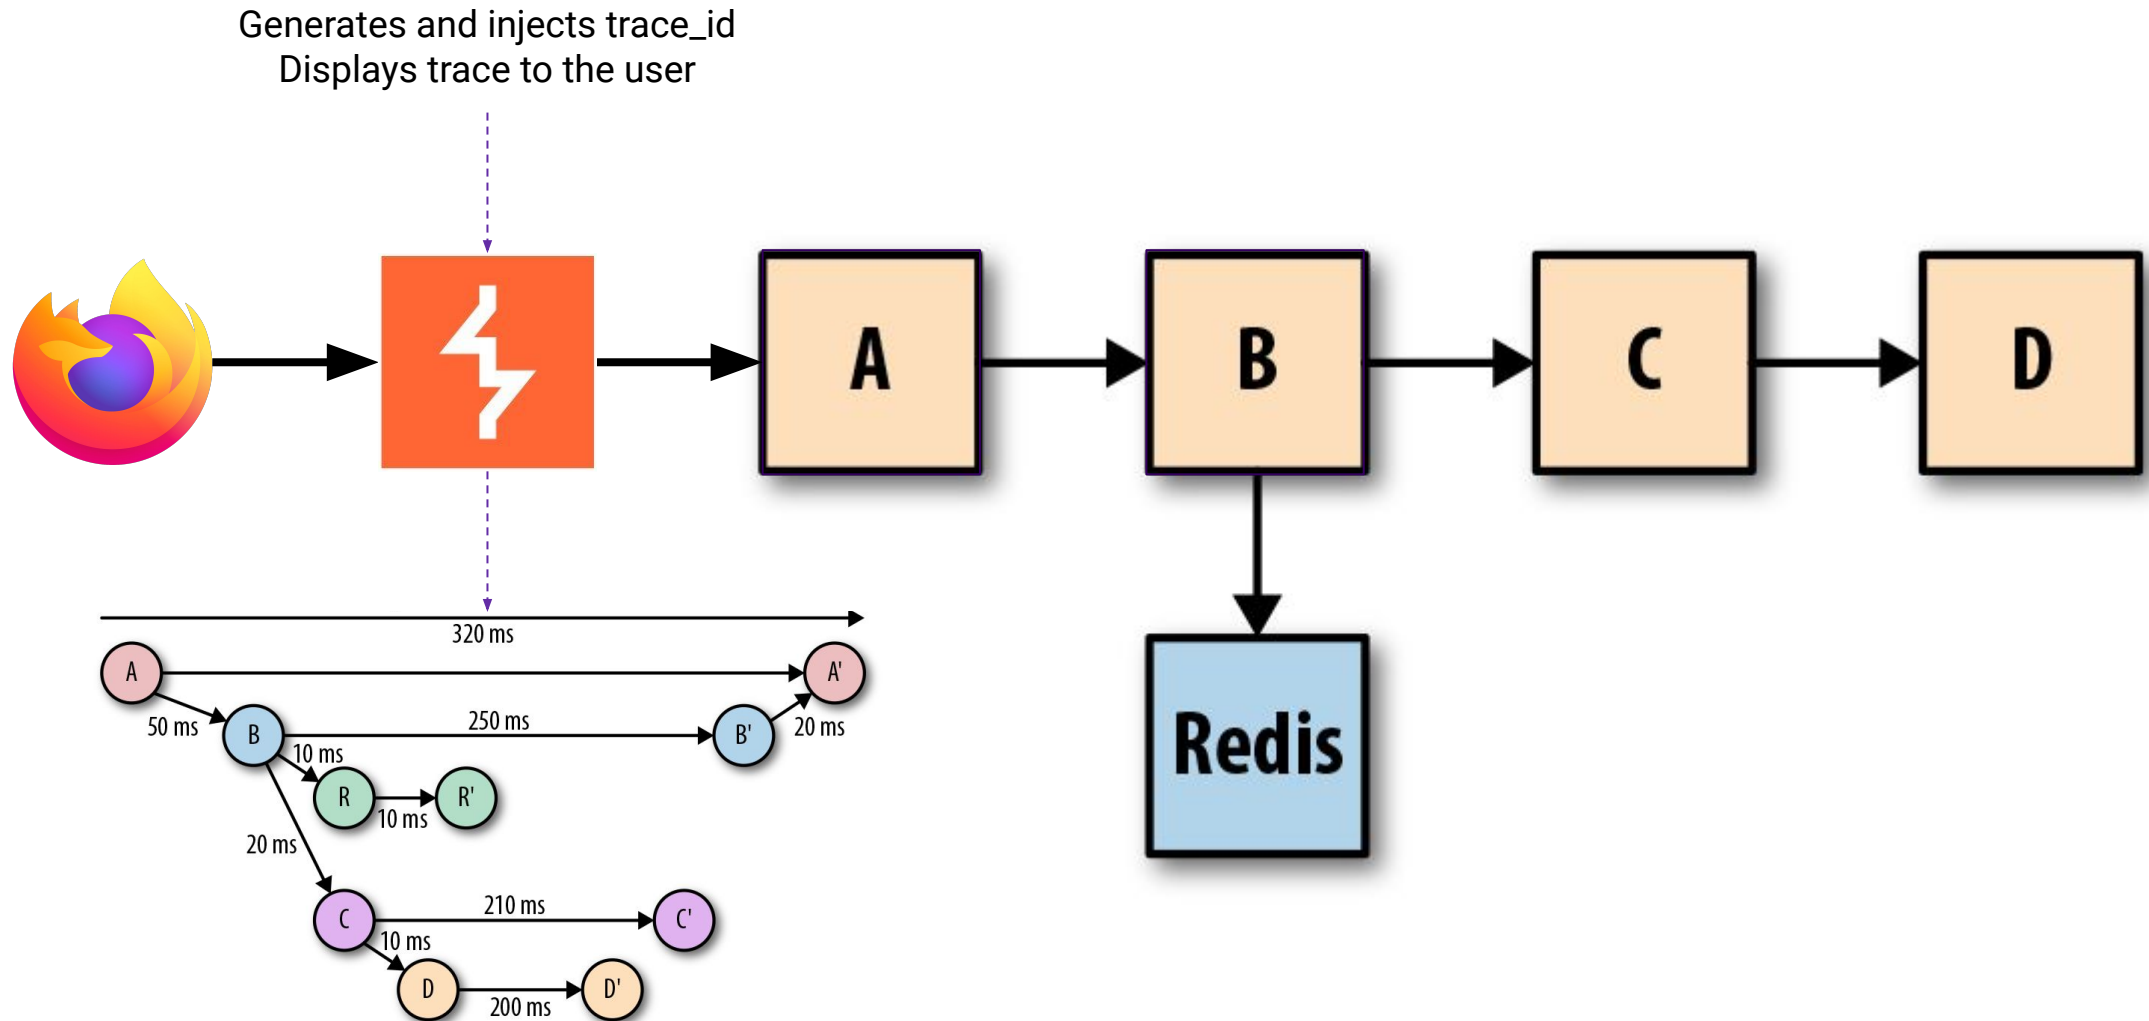 Generates and injects trace_id
Displays trace to the user
A
B
C
D
Redis
320 ms
A
A'
50 ms
B
250 ms
B'
20 ms
10 ms
R
R'
10 ms
20 ms
C
210 ms
C'
10 ms
D
D'
200 ms